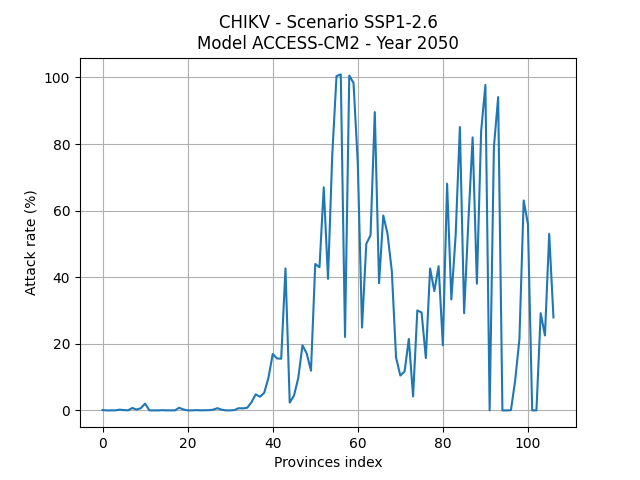 CHIKV - Scenario SSP1-2.6
Model ACCESS-CM2 - Year 2050
Attack rate (%)
100
80
60
40
20
0
0 20 40 60 80 100
Provinces index